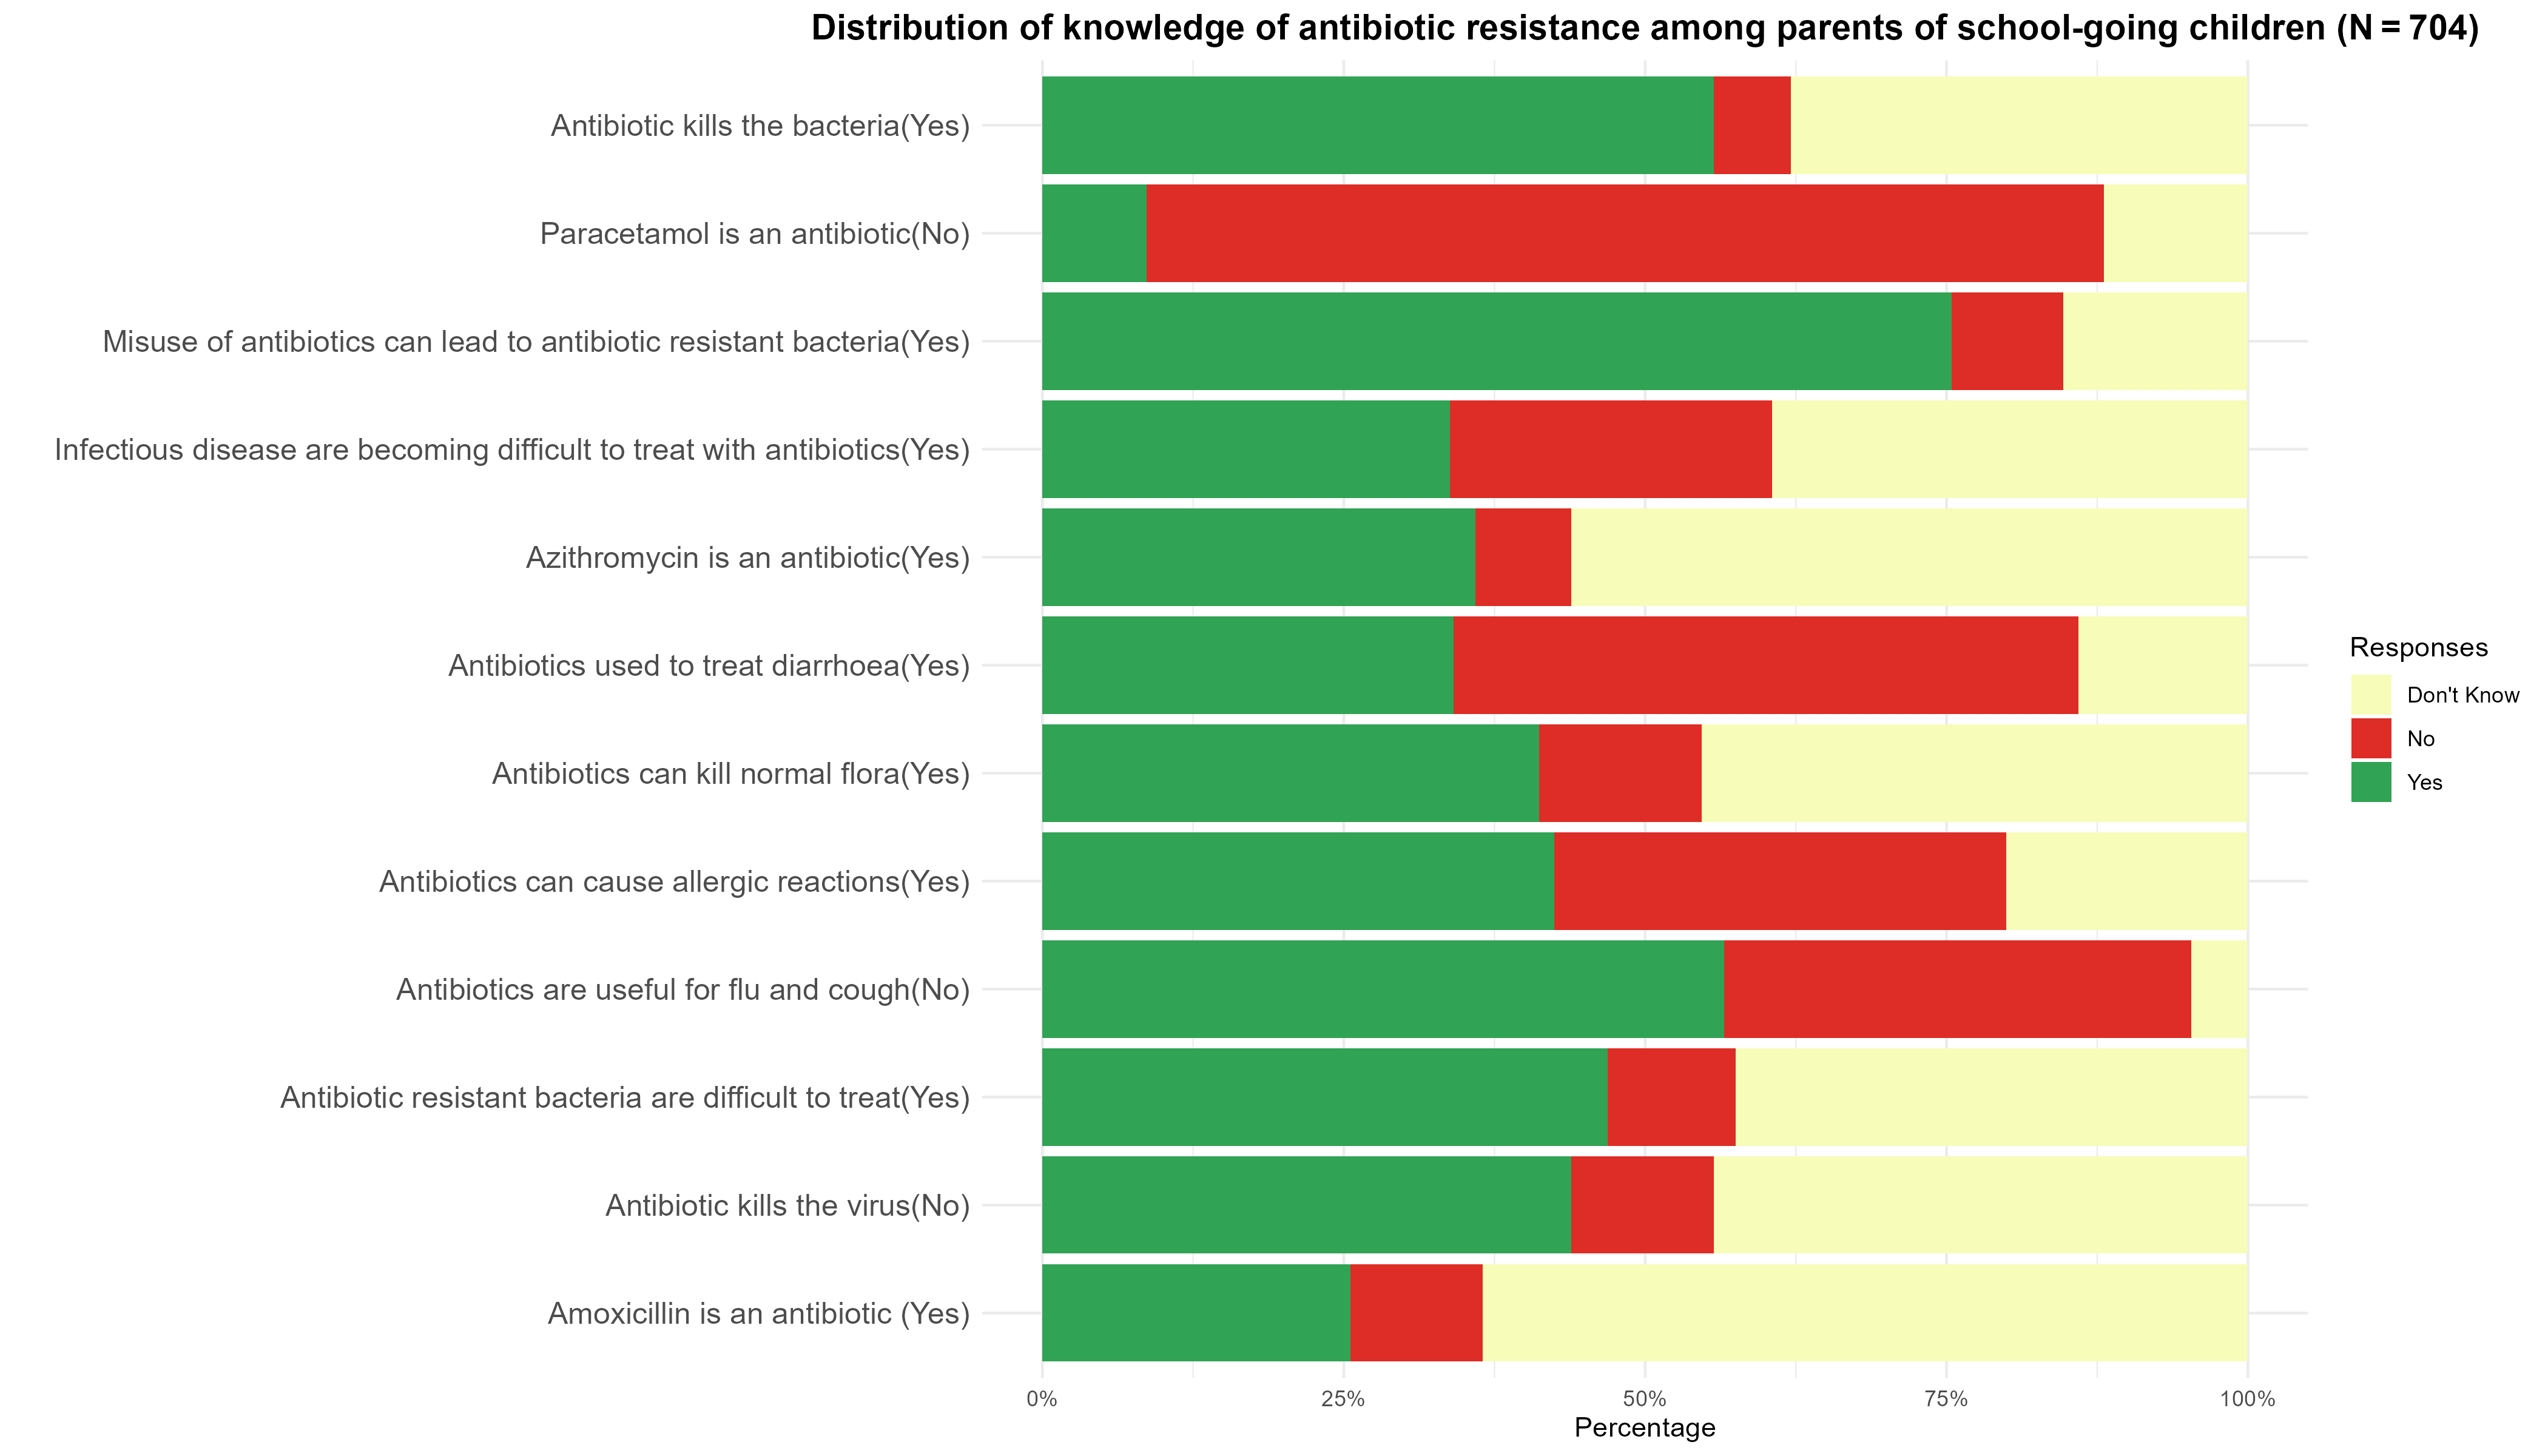 Distribution of knowledge of antibiotic resistance among parents of school-going children (N = 704)
Antibiotic kills the bacteria(Yes)
Paracetamol is an antibiotic(No)
Misuse of antibiotics can lead to antibiotic resistant bacteria(Yes)
Infectious disease are becoming difficult to treat with antibiotics(Yes)
Azithromycin is an antibiotic(Yes)
Antibiotics used to treat diarrhoea(Yes)
Antibiotics can kill normal flora(Yes)
Antibiotics can cause allergic reactions(Yes)
Antibiotics are useful for flu and cough(No)
Antibiotic resistant bacteria are difficult to treat(Yes)
Antibiotic kills the virus(No)
Amoxicillin is an antibiotic (Yes)
0% 25% 50% 75% 100%
Percentage
Responses
Don't Know
No
Yes